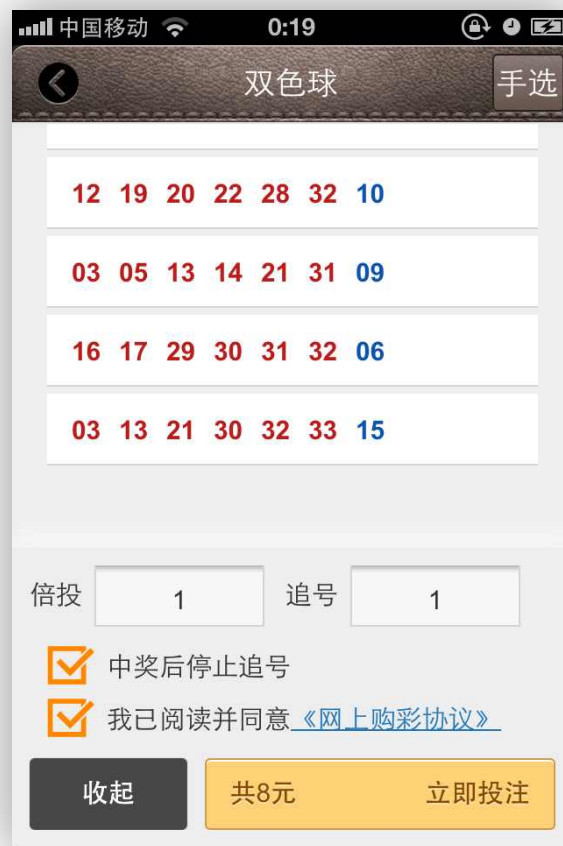 中国移动 0:19
双色球 手选
12 19 20 22 28 32 10
03 05 13 14 21 31 09
16 17 29 30 31 32 06
03 13 21 30 32 33 15
倍投 1 追号 1
中奖后停止追号
我已阅读并同意《网上购彩协议》
收起 共8元 立即投注